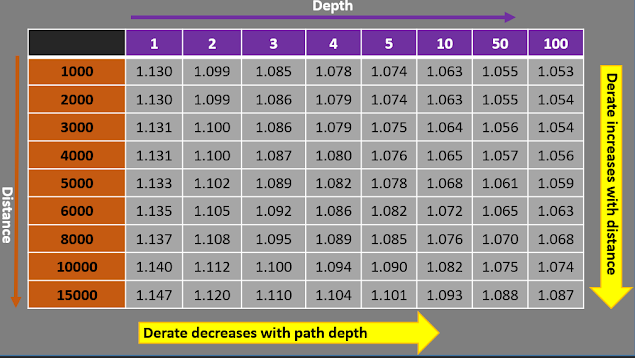 Depth
1 2 3 4 5 10 50 100
1000 1.130 1.099 1.085 1.078 1.074 1.063 1.055 1.053
2000 1.130 1.099 1.086 1.079 1.074 1.063 1.055 1.054
3000 1.131 1.100 1.086 1.079 1.075 1.064 1.056 1.054
4000 1.131 1.100 1.087 1.080 1.076 1.065 1.057 1.056
5000 1.133 1.102 1.089 1.082 1.078 1.068 1.061 1.059
6000 1.135 1.105 1.092 1.086 1.082 1.072 1.065 1.063
8000 1.137 1.108 1.095 1.089 1.085 1.076 1.070 1.068
10000 1.140 1.112 1.100 1.094 1.090 1.082 1.075 1.074
15000 1.147 1.120 1.110 1.104 1.101 1.093 1.088 1.087
Distance
Derate increases with distance
Derate decreases with path depth